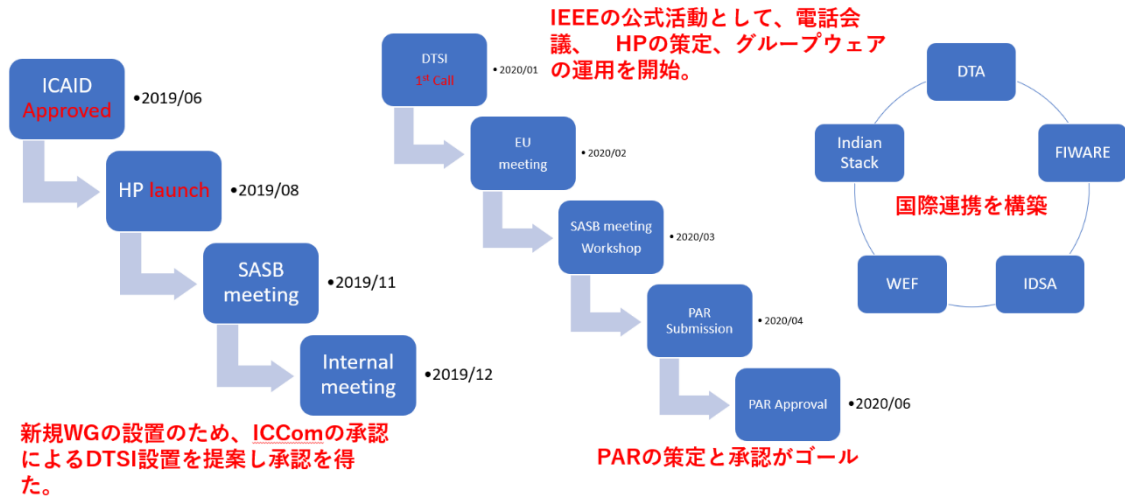 ICAID
Approved
•2019/06
HP launch
•2019/08
SASB
meeting
•2019/11
Internal
meeting
•2019/12
新規WGの設置のため、ICComの承認
によるDTSI設置を提案し承認を得
た。
IEEEの公式活動として、電話会
議、 HPの策定、グループウェア
の運用を開始。
DTSI
1st Call
•2020/01
EU
meeting
•2020/02
SASB meeting
Workshop
•2020/03
PAR
Submission
•2020/04
PAR Approval
•2020/06
PARの策定と承認がゴール
DTA
FIWARE
IDSA
WEF
Indian
Stack
国際連携を構築